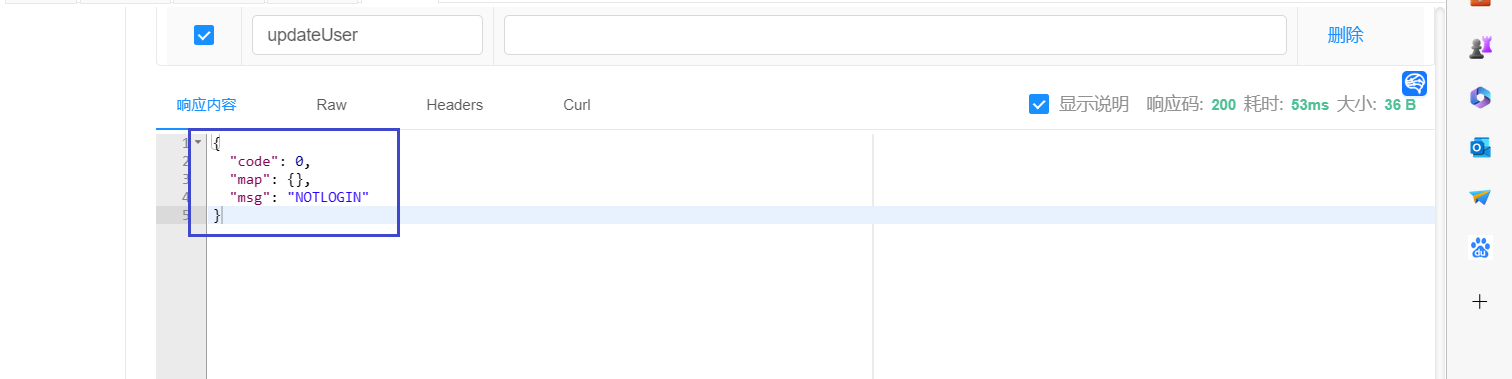 updateUser 删除
响应内容 Raw Headers Curl 显示说明 响应码: 200 耗时: 53ms 大小: 36 B
1 {
2 "code": 0,
3 "map": {},
4 "msg": "NOTLOGIN"
5 }
du